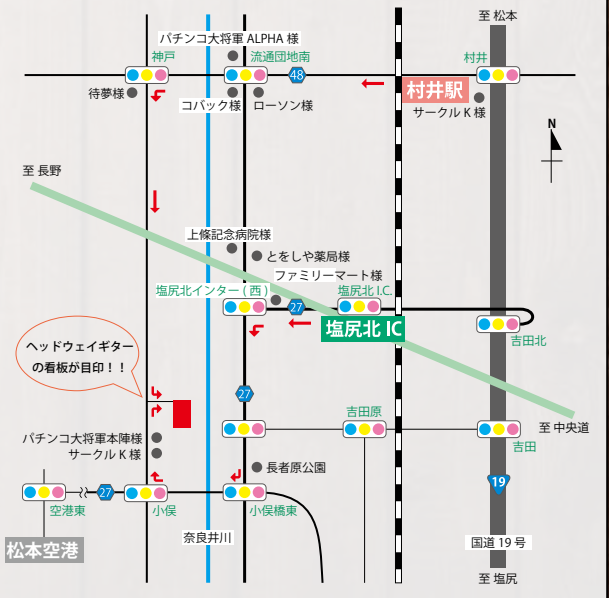 至 松本
パチンコ大将軍 ALPHA 様
神戸
流通団地南
村井
48
村井駅
待夢様
コバック様
ローソン様
サークル K 様
N
至 長野
上條記念病院様
とをしや薬局様
ファミリーマート様
塩尻北インター ( 西 )
塩尻北 I.C.
27
塩尻北 IC
吉田北
ヘッドウェイギター
の看板が目印！！
27
吉田原
至 中央道
パチンコ大将軍本陣様
サークル K 様
吉田
長者原公園
19
27
空港東
小俣
小俣橋東
奈良井川
国道 19 号
松本空港
至 塩尻